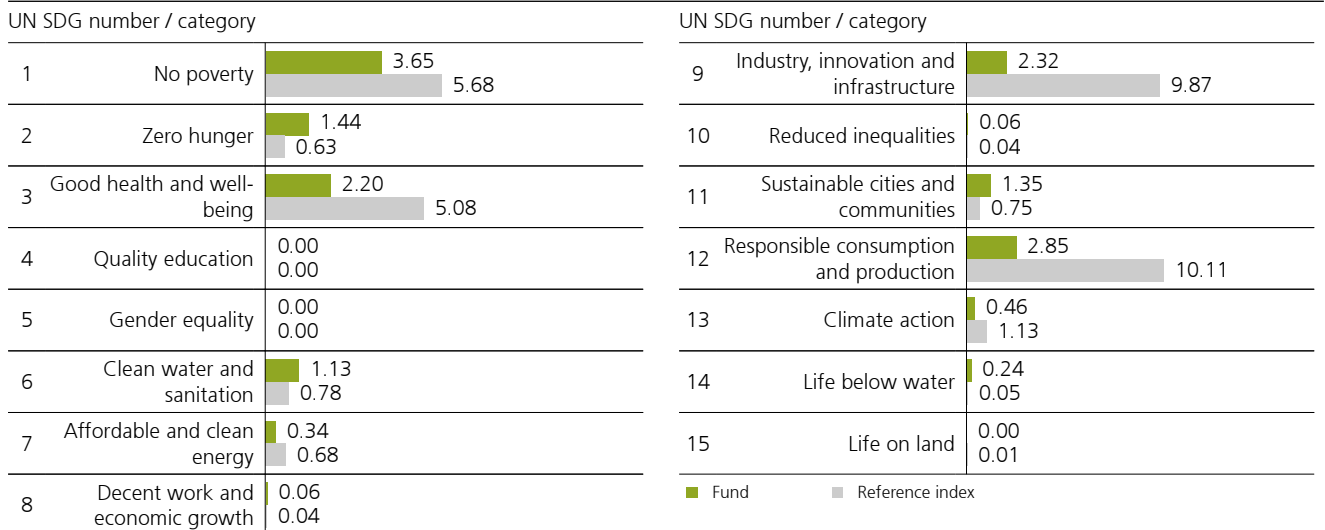 UN SDG number / category
1 No poverty 3.65
5.68
2 Zero hunger 1.44
0.63
3 Good health and well-
being 2.20
5.08
4 Quality education 0.00
0.00
5 Gender equality 0.00
0.00
6 Clean water and
sanitation 1.13
0.78
7 Affordable and clean
energy 0.34
0.68
8 Decent work and
economic growth 0.06
0.04
UN SDG number / category
9 Industry, innovation and
infrastructure 2.32
9.87
10 Reduced inequalities 0.06
0.04
11 Sustainable cities and
communities 1.35
0.75
12 Responsible consumption
and production 2.85
10.11
13 Climate action 0.46
1.13
14 Life below water 0.24
0.05
15 Life on land 0.00
0.01
Fund Reference index